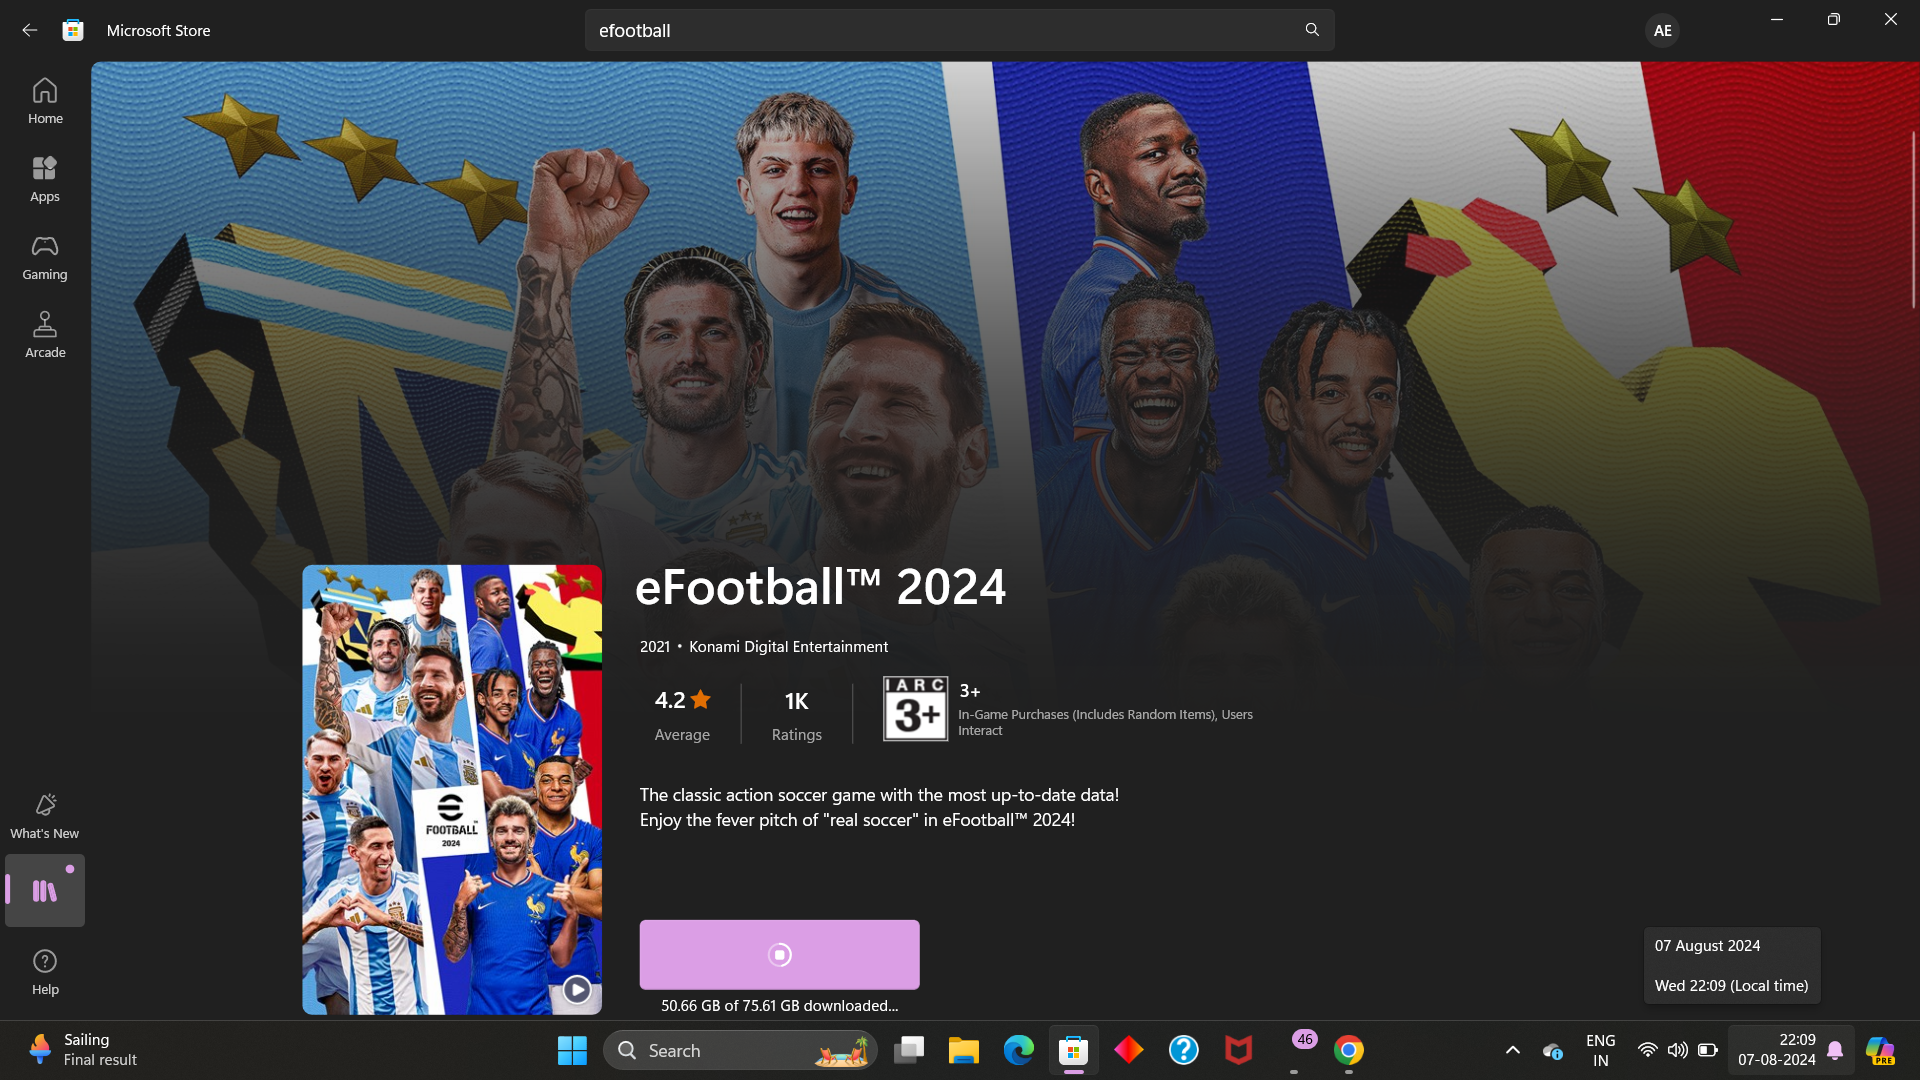 Microsoft Store
efootball
AE
Home
Apps
Gaming
Arcade
What's New
Help
eFootball™ 2024
2021 • Konami Digital Entertainment
4.2
Average
1K
Ratings
IARC
3+
3+
In-Game Purchases (Includes Random Items), Users
Interact
The classic action soccer game with the most up-to-date data!
Enjoy the fever pitch of "real soccer" in eFootball™ 2024!
FOOTBALL™
2024
50.66 GB of 75.61 GB downloaded...
07 August 2024
Wed 22:09 (Local time)
Sailing
Final result
Search
46
ENG
IN
22:09
07-08-2024
PRE